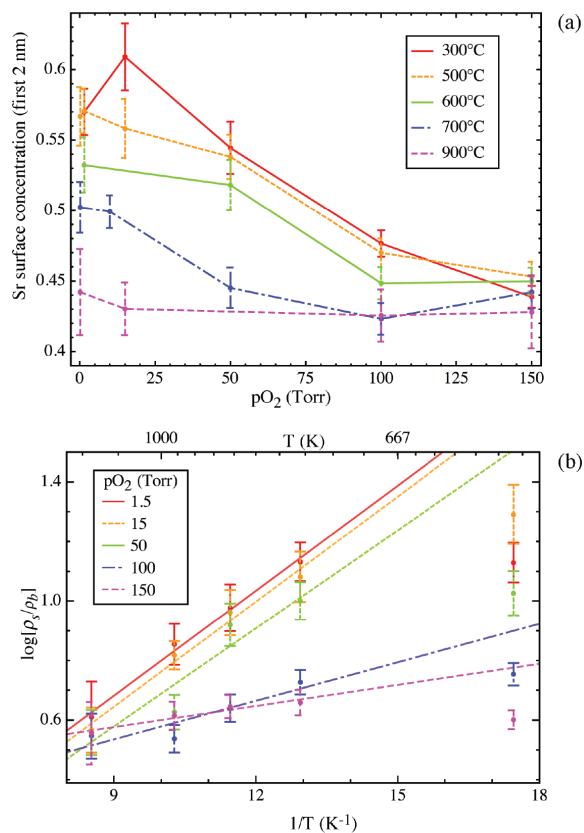 (a)
Sr surface concentration (first 2 nm)
0.6
0.55
0.5
0.45
0.4
300°C
500°C
600°C
700°C
900°C
0 25 50 75 100 125 150
pO2 (Torr)
(b)
1000 T (K) 667
log[ρs/ρb]
1.4
1.0
0.6
pO2 (Torr)
1.5
15
50
100
150
9 12 15 18
1/T (K-1)